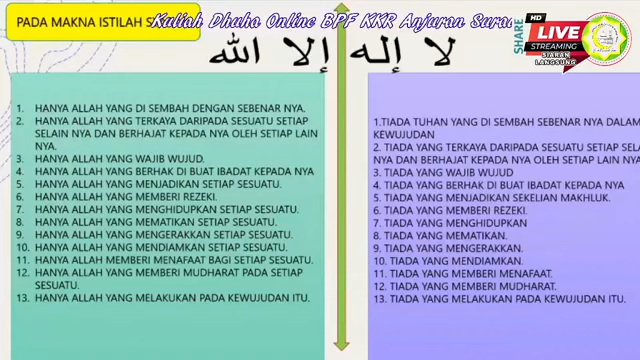 PADA MAKNA ISTILAH
Kuliah Dhuha Online BPF KKR Anjuran Surau
SHARE
HD
LIVE
STREAMING
SIARAN
LANGSUNG
لا إله إلا الله
1. HANYA ALLAH YANG DI SEMBAH DENGAN SEBENAR NYA.
2. HANYA ALLAH YANG TERKAYA DARIPADA SESUATU SETIAP
SELAIN NYA DAN BERHAJAT KEPADA NYA OLEH SETIAP LAIN
NYA.
3. HANYA ALLAH YANG WAJIB WUJUD.
4. HANYA ALLAH YANG BERHAK DI BUAT IBADAT KEPADA NYA
5. HANYA ALLAH YANG MENJADIKAN SETIAP SESUATU.
6. HANYA ALLAH YANG MEMBERI REZEKI.
7. HANYA ALLAH YANG MENGHIDUPKAN SETIAP SESUATU.
8. HANYA ALLAH YANG MEMATIKAN SETIAP SESUATU.
9. HANYA ALLAH YANG MENGERAKKAN SETIAP SESUATU.
10. HANYA ALLAH YANG MENDIAMKAN SETIAP SESUATU.
11. HANYA ALLAH MEMBERI MENAFAAT BAGI SETIAP SESUATU.
12. HANYA ALLAH YANG MEMBERI MUDHARAT PADA SETIAP
SESUATU.
13. HANYA ALLAH YANG MELAKUKAN PADA KEWUJUDAN ITU.
1.TIADA TUHAN YANG DI SEMBAH SEBENAR NYA DALAM
KEWUJUDAN
2. TIADA YANG TERKAYA DARIPADA SESUATU SETIAP SELA
NYA DAN BERHAJAT KEPADA NYA OLEH SETIAP LAIN NYA
3. TIADA YANG WAJIB WUJUD
4. TIADA YANG BERHAK DI BUAT IBADAT KEPADA NYA
5. TIADA YANG MENJADIKAN SEKELIAN MAKHLUK.
6. TIADA YANG MEMBERI REZEKI.
7. TIADA YANG MENGHIDUPKAN
8. TIADA YANG MEMATIKAN.
9. TIADA YANG MENGERAKKAN.
10. TIADA YANG MENDIAMKAN.
11. TIADA YANG MEMBERI MENAFAAT.
12. TIADA YANG MEMBERI MUDHARAT.
13. TIADA YANG MELAKUKAN PADA KEWUJUDAN ITU.